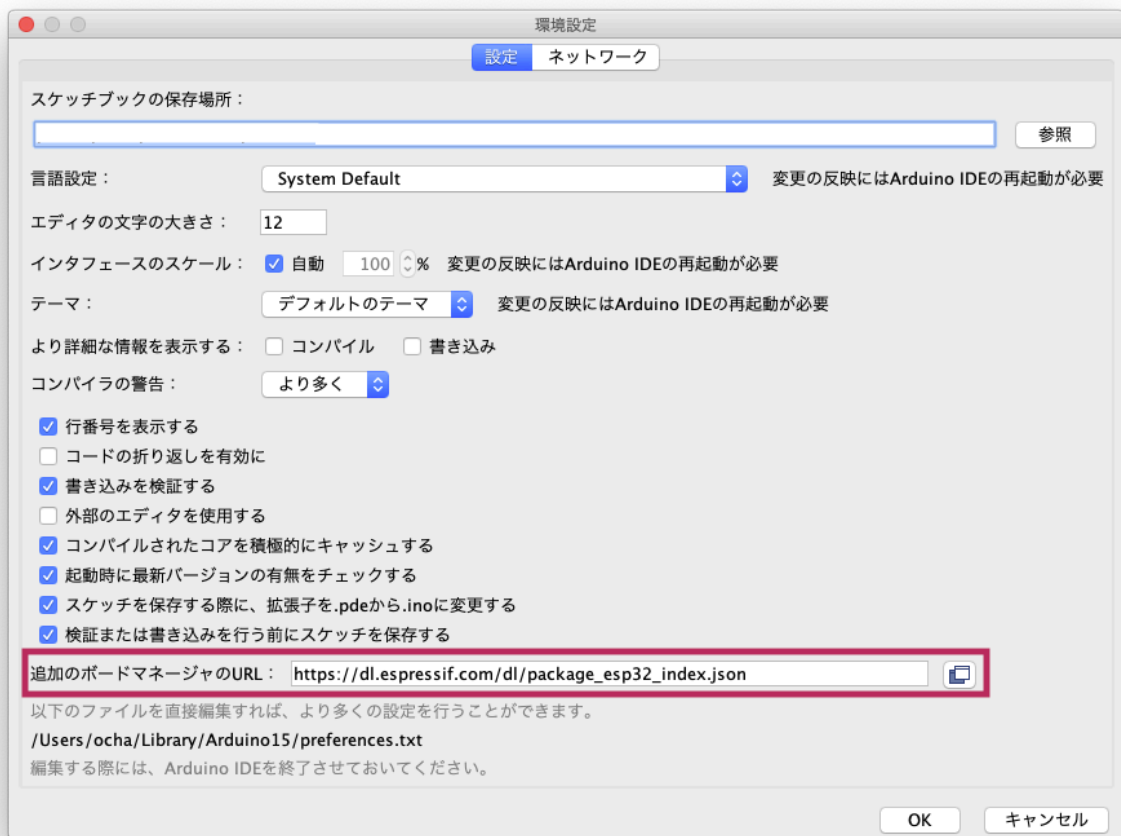 環境設定
設定 ネットワーク
スケッチブックの保存場所：
参照
言語設定： System Default 変更の反映にはArduino IDEの再起動が必要
エディタの文字の大きさ： 12
インタフェースのスケール： 自動 100 % 変更の反映にはArduino IDEの再起動が必要
テーマ： デフォルトのテーマ 変更の反映にはArduino IDEの再起動が必要
より詳細な情報を表示する： コンパイル 書き込み
コンパイラの警告： より多く
行番号を表示する
コードの折り返しを有効に
書き込みを検証する
外部のエディタを使用する
コンパイルされたコアを積極的にキャッシュする
起動時に最新バージョンの有無をチェックする
スケッチを保存する際に、拡張子を.pdeから.inoに変更する
検証または書き込みを行う前にスケッチを保存する
追加のボードマネージャのURL： https://dl.espressif.com/dl/package_esp32_index.json
以下のファイルを直接編集すれば、より多くの設定を行うことができます。
/Users/ocha/Library/Arduino15/preferences.txt
編集する際には、Arduino IDEを終了させておいてください。
OK キャンセル